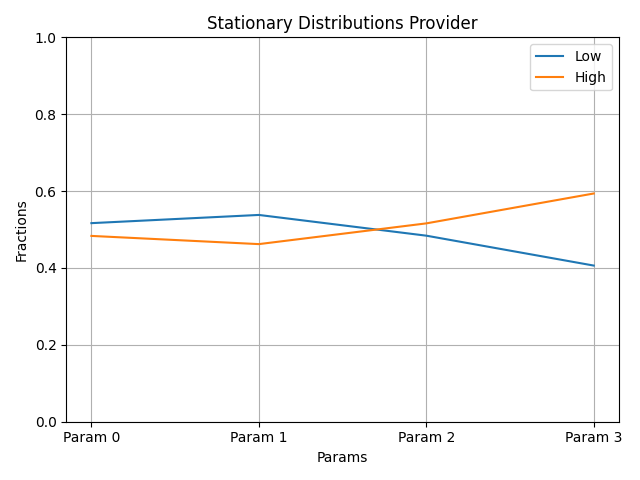 Stationary Distributions Provider
1.0
0.8
0.6
0.4
0.2
0.0
Fractions
Low
High
Param 0
Param 1
Param 2
Param 3
Params